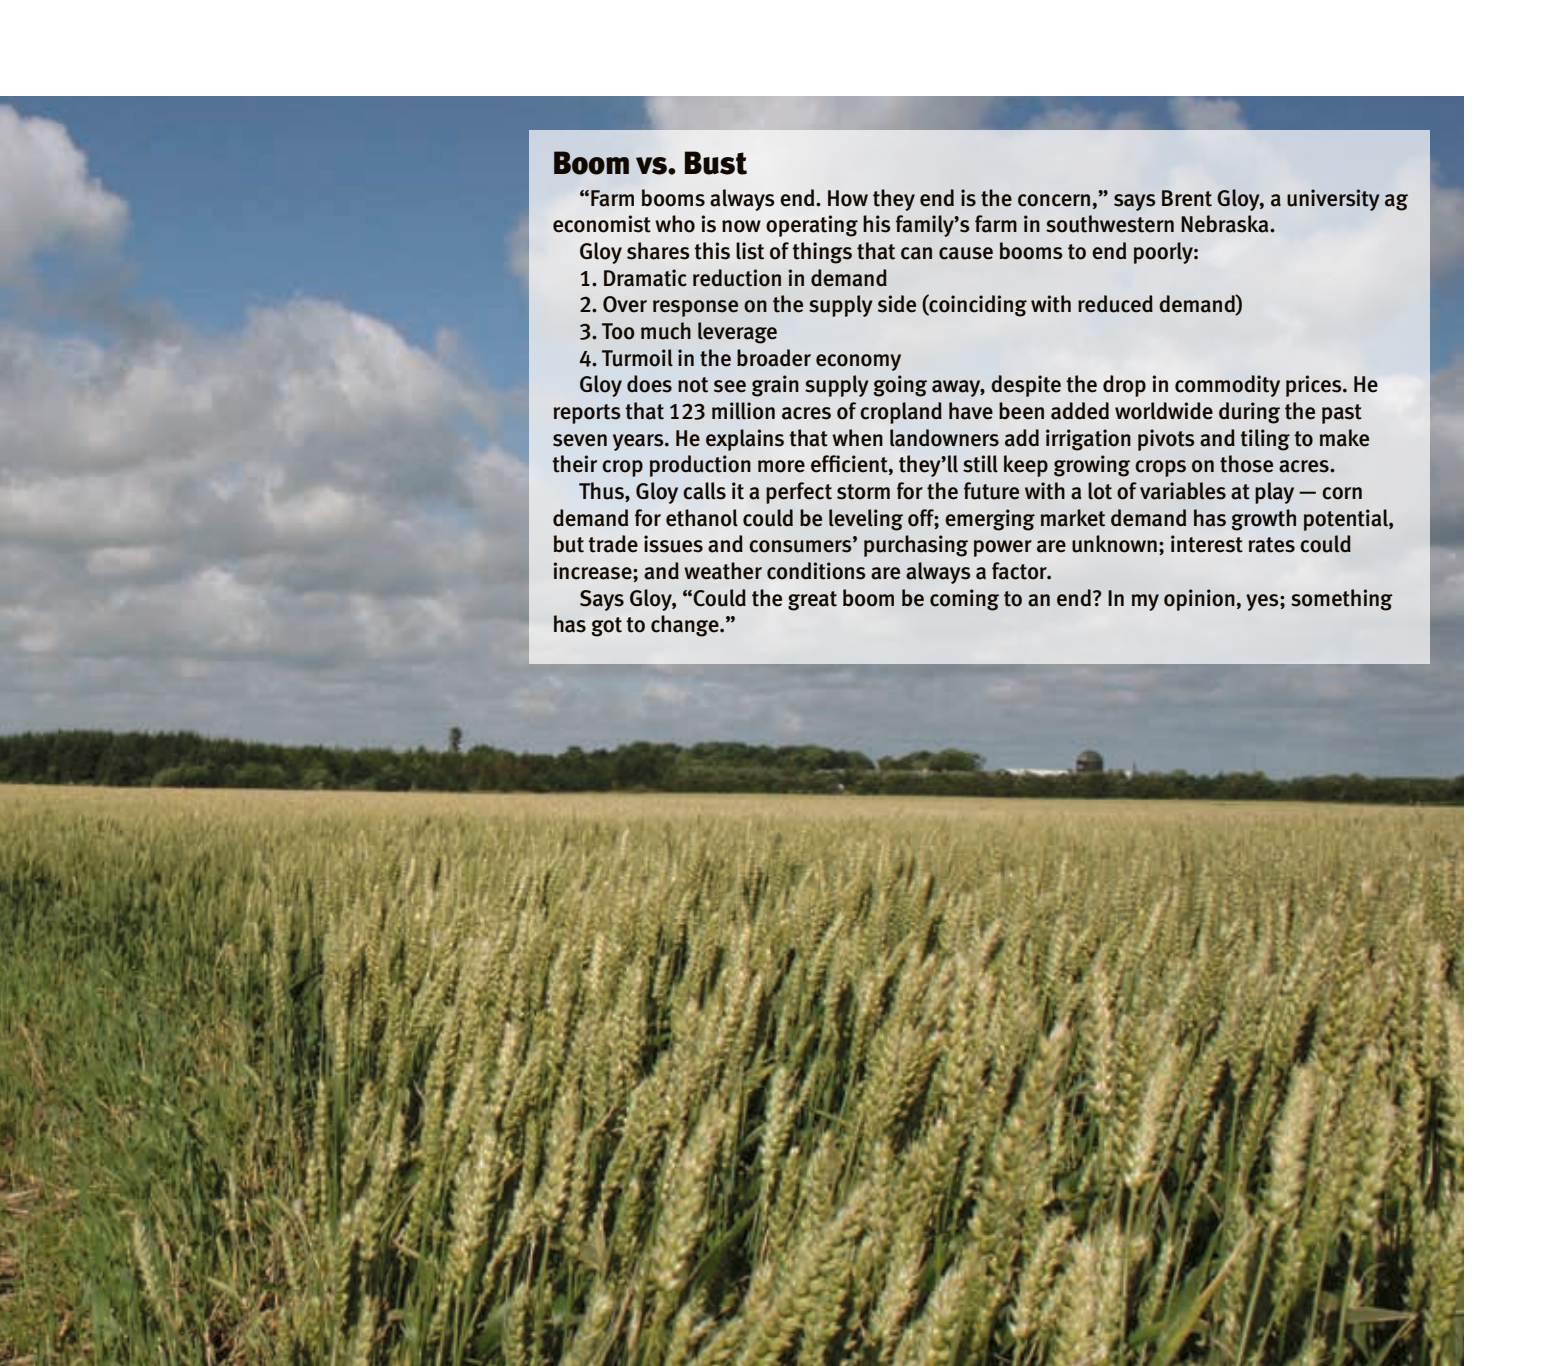 Boom vs. Bust
“Farm booms always end. How they end is the concern,” says Brent Gloy, a university ag
economist who is now operating his family’s farm in southwestern Nebraska.
Gloy shares this list of things that can cause booms to end poorly:
1. Dramatic reduction in demand
2. Over response on the supply side (coinciding with reduced demand)
3. Too much leverage
4. Turmoil in the broader economy
Gloy does not see grain supply going away, despite the drop in commodity prices. He
reports that 123 million acres of cropland have been added worldwide during the past
seven years. He explains that when landowners add irrigation pivots and tiling to make
their crop production more efficient, they’ll still keep growing crops on those acres.
Thus, Gloy calls it a perfect storm for the future with a lot of variables at play — corn
demand for ethanol could be leveling off; emerging market demand has growth potential,
but trade issues and consumers’ purchasing power are unknown; interest rates could
increase; and weather conditions are always a factor.
Says Gloy, “Could the great boom be coming to an end? In my opinion, yes; something
has got to change.”